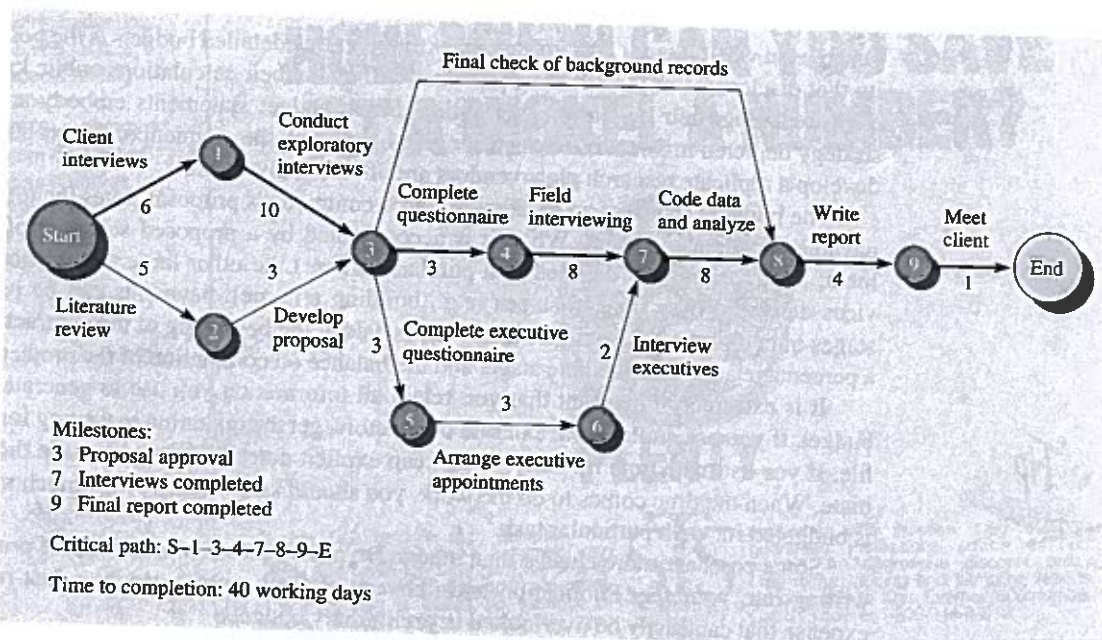 Final check of background records
Client
interviews
1
Conduct
exploratory
interviews
6
10
Start
Complete
questionnaire
Field
interviewing
Code data
and analyze
Write
report
Meet
client
3
4
7
8
9
End
3
8
8
4
1
5
3
Literature
review
2
Develop
proposal
3
Complete executive
questionnaire
2
Interview
executives
5
3
6
Arrange executive
appointments
Milestones:
3 Proposal approval
7 Interviews completed
9 Final report completed
Critical path: S–1–3–4–7–8–9–E
Time to completion: 40 working days